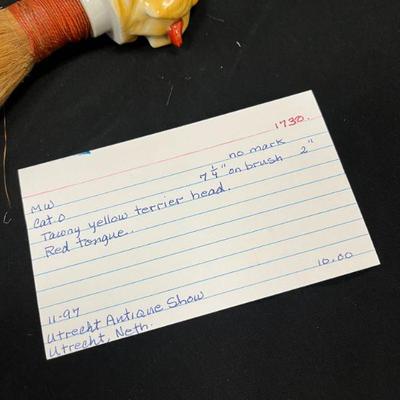 1730.
MW no mark
Cat. O 7 1/4" on brush 2"
Tawny yellow terrier head.
Red tongue.
11-97
Utrecht Antique Show 10.00
Utrecht, Neth.